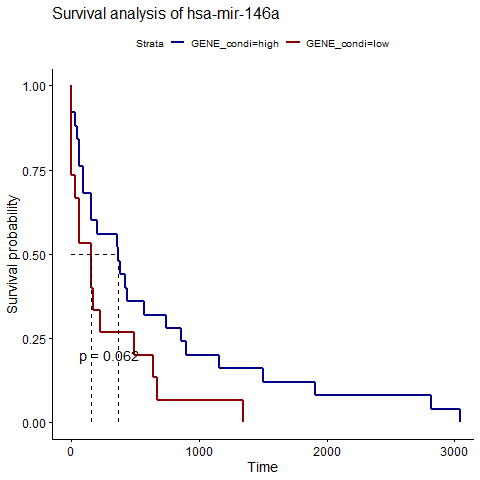 Survival analysis of hsa-mir-146a
Strata GENE_condi=high GENE_condi=low
1.00
0.75
0.50
0.25
0.00
Survival probability
p = 0.062
0 1000 2000 3000
Time